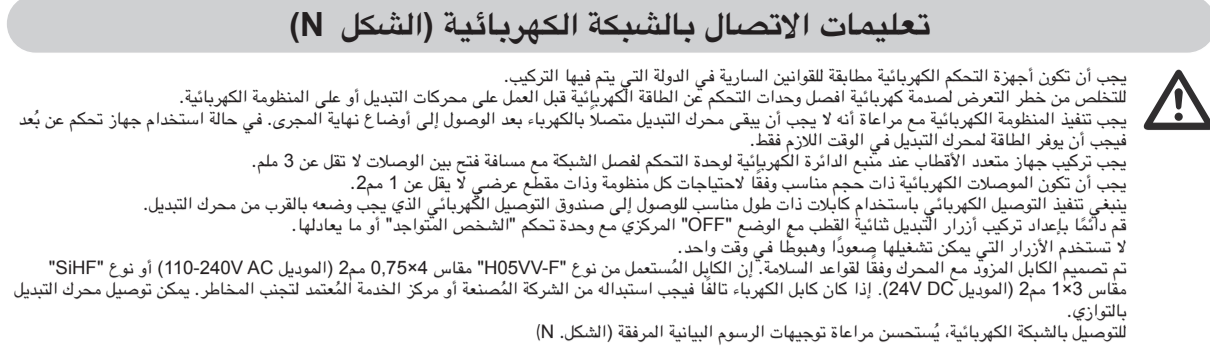 تعليمات الاتصال بالشبكة الكهربائية (الشكل N)
يجب أن تكون أجهزة التحكم الكهربائية مطابقة للقوانين السارية في الدولة التي يتم فيها التركيب.
للتخلص من خطر التعرض لصدمة كهربائية افصل وحدات التحكم عن الطاقة الكهربائية قبل العمل على محركات التبديل أو على المنظومة الكهربائية.
يجب تنفيذ المنظومة الكهربائية مع مراعاة أنه لا يجب أن يبقى محرك التبديل متصلاً بالكهرباء بعد الوصول إلى أوضاع نهاية المجرى. في حالة استخدام جهاز تحكم عن بُعد
فيجب أن يوفر الطاقة لمحرك التبديل في الوقت اللازم فقط.
يجب تركيب جهاز متعدد الأقطاب عند منبع الدائرة الكهربائية لوحدة التحكم لفصل الشبكة مع مسافة فتح بين الوصلات لا تقل عن 3 ملم.
يجب أن تكون الموصلات الكهربائية ذات حجم مناسب وفقًا لاحتياجات كل منظومة وذات مقطع عرضي لا يقل عن 1 مم2.
ينبغي تنفيذ التوصيل الكهربائي باستخدام كابلات ذات طول مناسب للوصول إلى صندوق التوصيل الكهربائي الذي يجب وضعه بالقرب من محرك التبديل.
قم دائمًا بإعداد تركيب أزرار التبديل ثنائية القطب مع الوضع "OFF" المركزي مع وحدة تحكم "الشخص المتواجد" أو ما يعادلها.
لا تستخدم الأزرار التي يمكن تشغيلها صعودًا وهبوطًا في وقت واحد.
تم تصميم الكابل المزود مع المحرك وفقًا لقواعد السلامة. إن الكابل المُستعمل من نوع "H05VV-F" مقاس 4×0,75 مم2 (الموديل 110-240V AC) أو نوع "SiHF"
مقاس 3×1 مم2 (الموديل 24V DC). إذا كان كابل الكهرباء تالفًا فيجب استبداله من الشركة المُصنعة أو مركز الخدمة المُعتمد لتجنب المخاطر. يمكن توصيل محرك التبديل
بالتوازي.
للتوصيل بالشبكة الكهربائية، يُستحسن مراعاة توجيهات الرسوم البيانية المرفقة (الشكل. N)